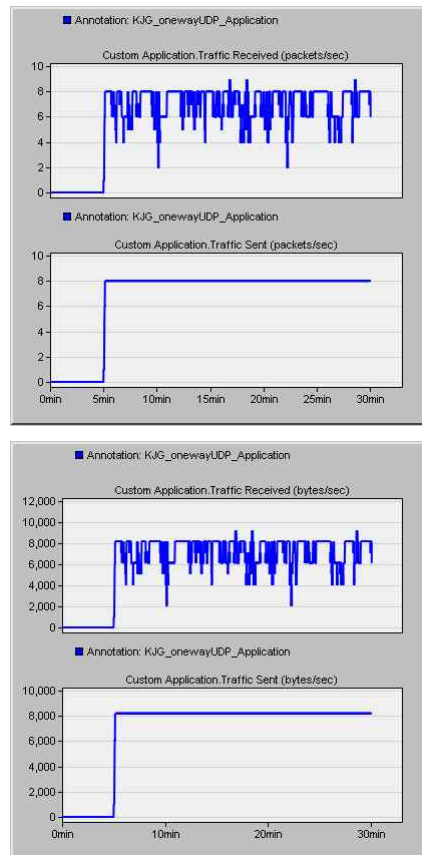 Annotation: KJG_onewayUDP_Application
Custom Application.Traffic Received (packets/sec)
10
8
6
4
2
0
Annotation: KJG_onewayUDP_Application
Custom Application.Traffic Sent (packets/sec)
10
8
6
4
2
0
0min 5min 10min 15min 20min 25min 30min
Annotation: KJG_onewayUDP_Application
Custom Application.Traffic Received (bytes/sec)
12,000
10,000
8,000
6,000
4,000
2,000
0
Annotation: KJG_onewayUDP_Application
Custom Application.Traffic Sent (bytes/sec)
10,000
8,000
6,000
4,000
2,000
0
0min 10min 20min 30min